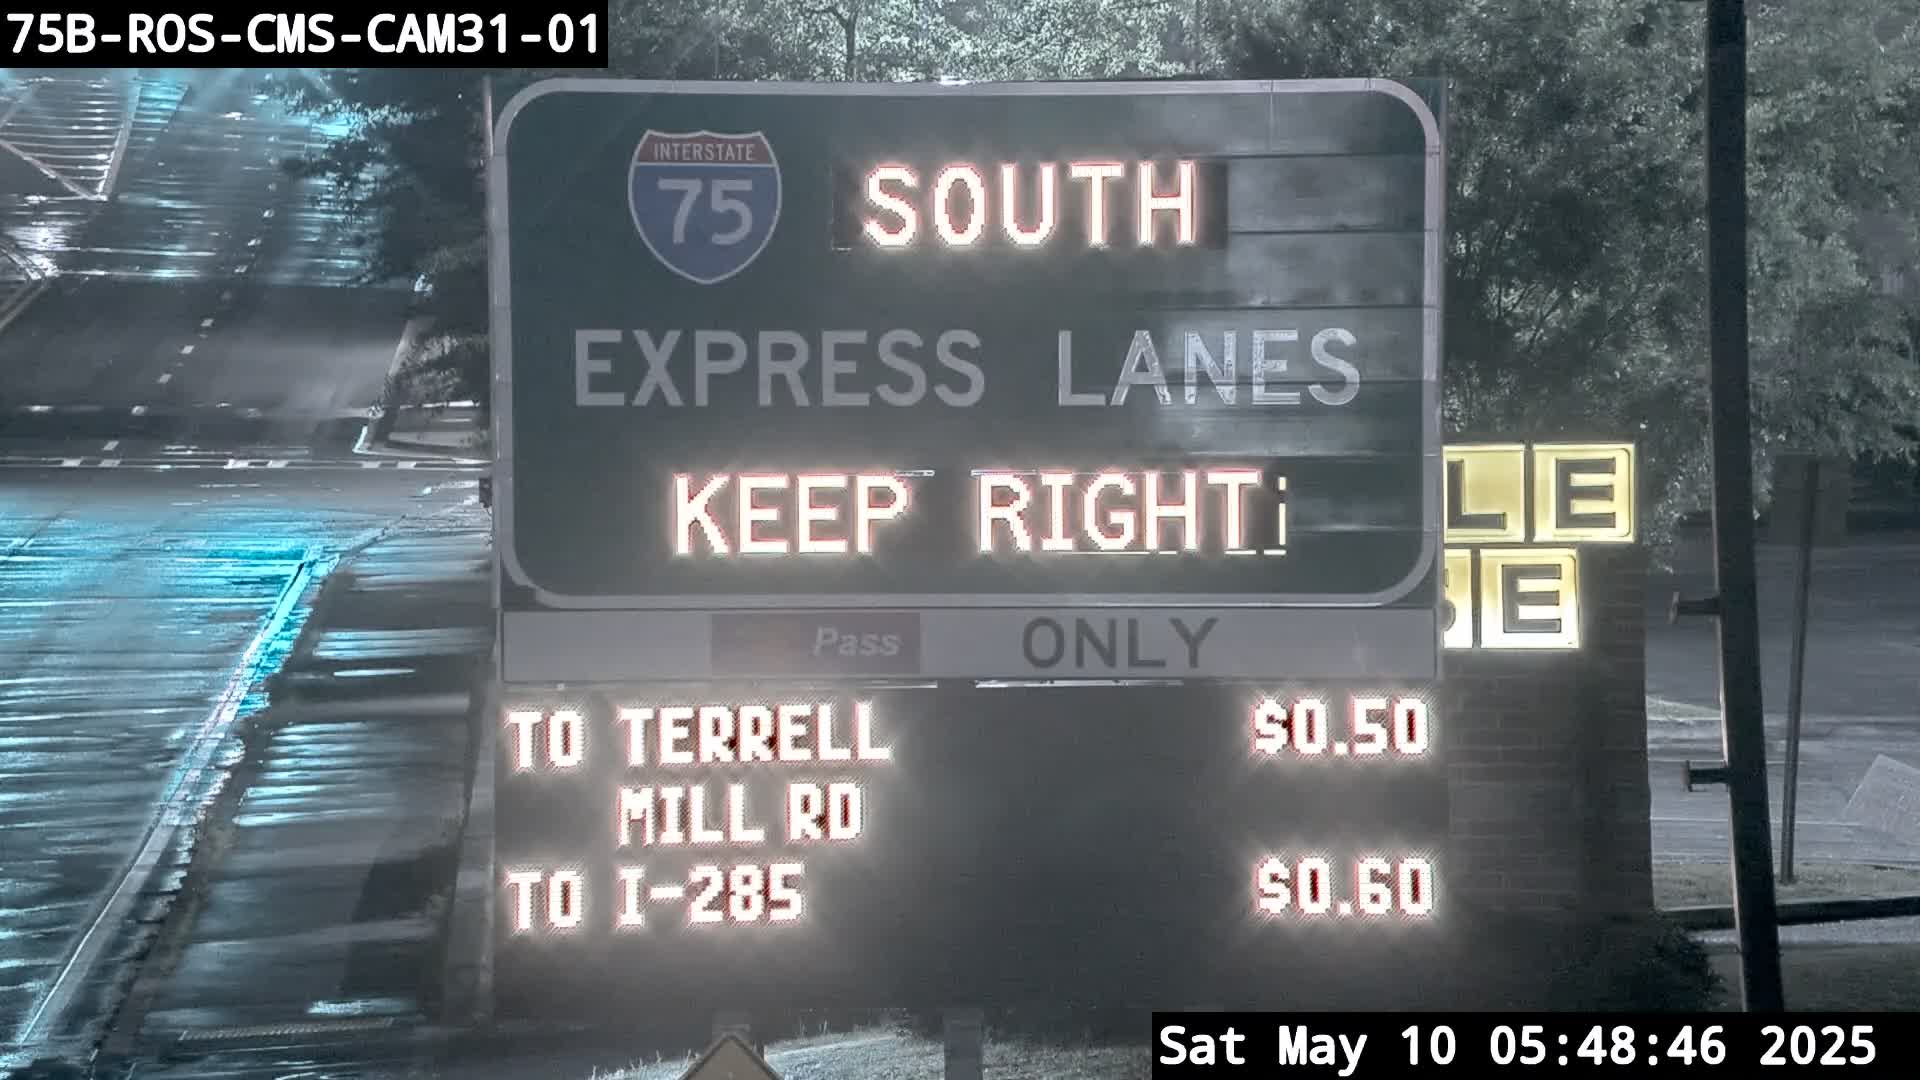 75B-ROS-CMS-CAM31-01
INTERSTATE
75
SOUTH
EXPRESS LANES
KEEP RIGHT
Pass ONLY
LE
E
TO TERRELL $0.50
MILL RD
TO I-285 $0.60
Sat May 10 05:48:46 2025